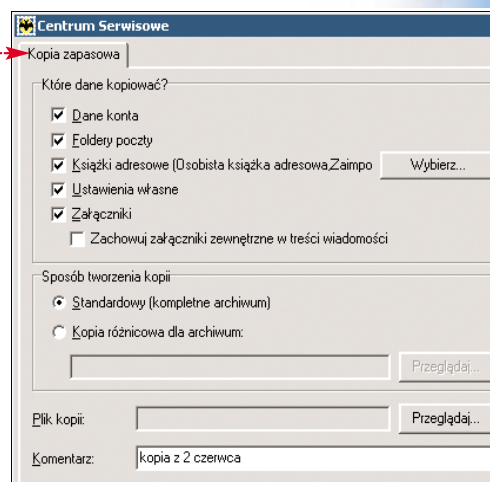 Centrum Serwisowe
Kopia zapasowa
Które dane kopiować?
Dane konta
Foldery poczty
Książki adresowe (Osobista książka adresowa,Zaimpo
Wybierz...
Ustawienia własne
Załączniki
Zachowuj załączniki zewnętrzne w treści wiadomości
Sposób tworzenia kopii
Standardowy (kompletne archiwum)
Kopia różnicowa dla archiwum:
Przeglądaj...
Plik kopii:
Przeglądaj...
Komentarz:
kopia z 2 czerwca